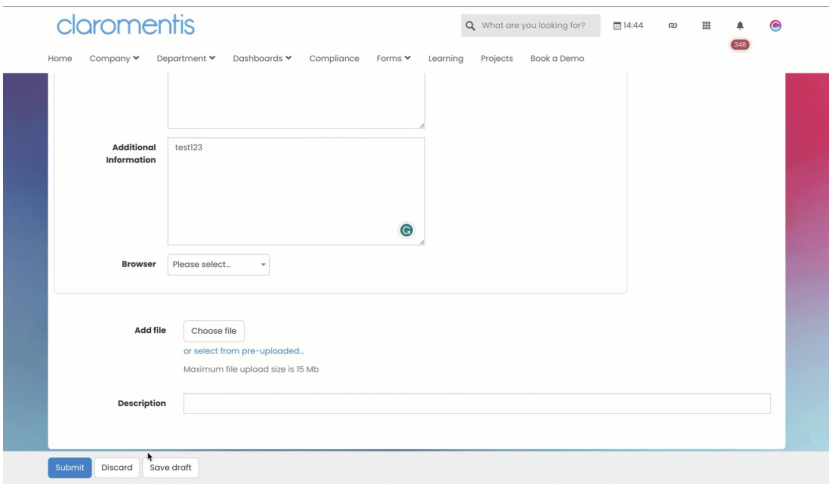 claromentis
What are you looking for?
14:44
348
Home Company Department Dashboards Compliance Forms Learning Projects Book a Demo
Additional
Information
test123
Browser
Please select...
Add file
Choose file
or select from pre-uploaded...
Maximum file upload size is 15 Mb
Description
Submit Discard Save draft